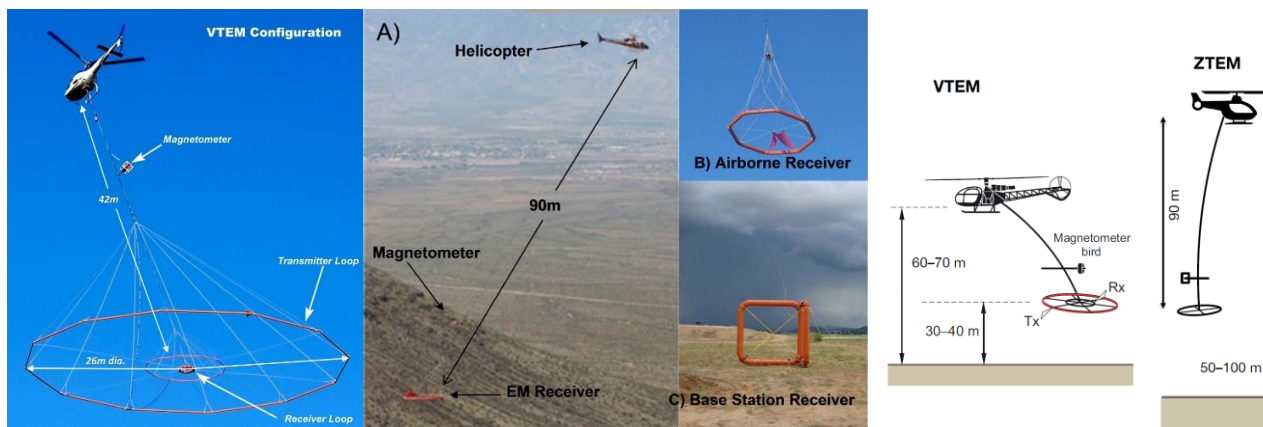 VTEM Configuration
Magnetometer
42m
Transmitter Loop
26m dia.
Receiver Loop
A)
Helicopter
90m
Magnetometer
EM Receiver
B) Airborne Receiver
C) Base Station Receiver
VTEM
60–70 m
Magnetometer
bird
Rx
Tx
30–40 m
ZTEM
90 m
50–100 m